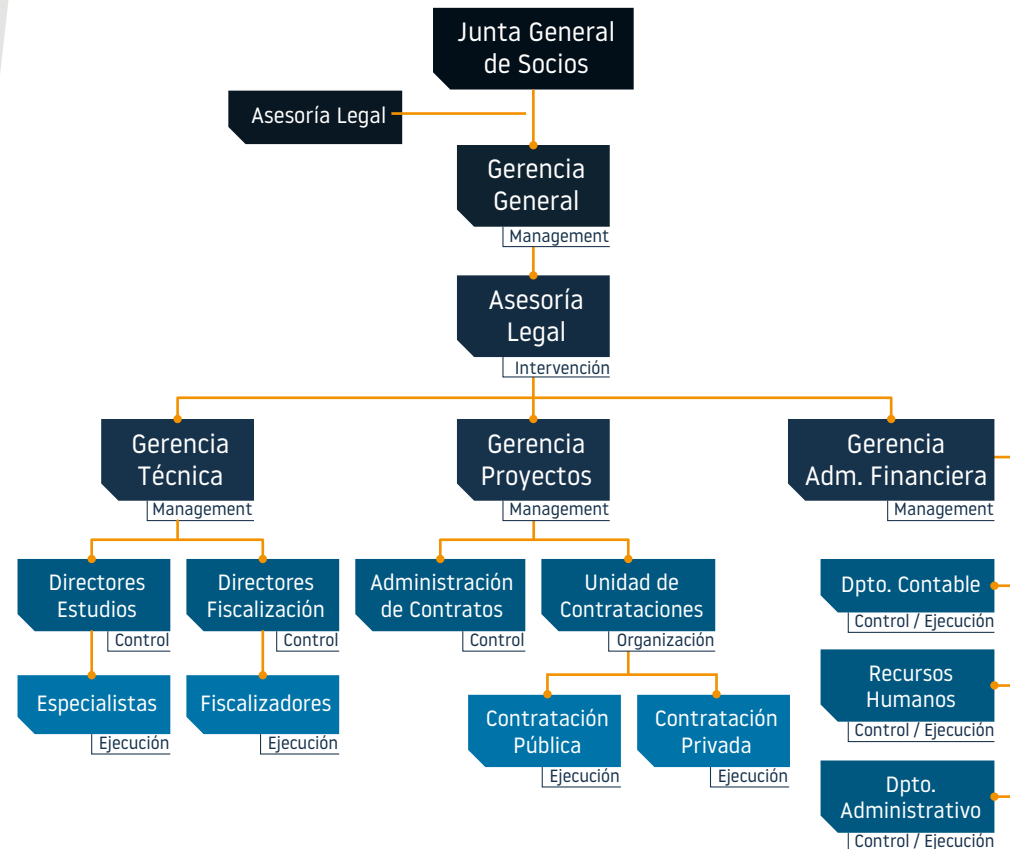 Junta General
de Socios
Asesoría Legal
Gerencia
General
Management
Asesoría
Legal
Intervención
Gerencia
Técnica
Management
Gerencia
Proyectos
Management
Gerencia
Adm. Financiera
Management
Directores
Estudios
Control
Directores
Fiscalización
Control
Administración
de Contratos
Control
Unidad de
Contrataciones
Organización
Dpto. Contable
Control / Ejecución
Especialistas
Ejecución
Fiscalizadores
Ejecución
Contratación
Pública
Ejecución
Contratación
Privada
Ejecución
Recursos
Humanos
Control / Ejecución
Dpto.
Administrativo
Control / Ejecución